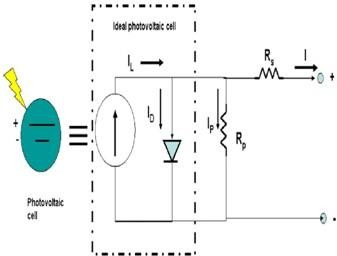 Ideal photovoltaic cell
I_L
R_s
I
+
I_D
I_P
R_p
+
-
Photovoltaic
cell
-